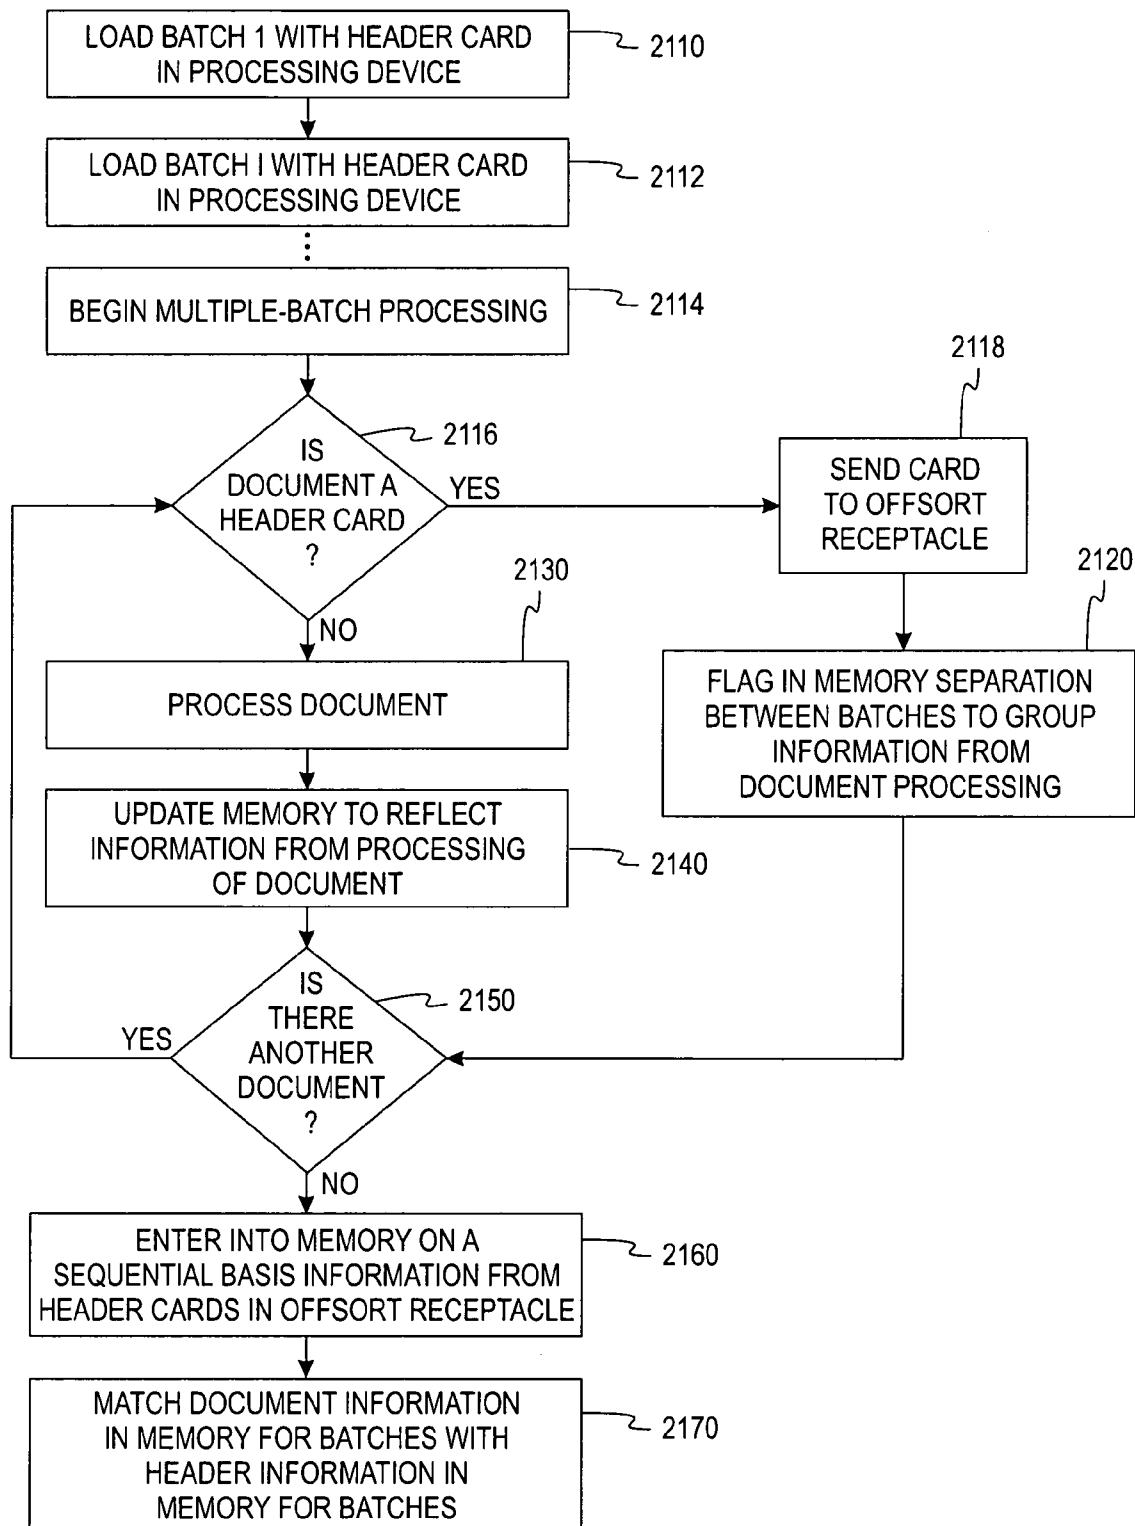 LOAD BATCH 1 WITH HEADER CARD
IN PROCESSING DEVICE
2110
LOAD BATCH I WITH HEADER CARD
IN PROCESSING DEVICE
2112
BEGIN MULTIPLE-BATCH PROCESSING
2114
IS
DOCUMENT A
HEADER CARD
?
2116
YES
2118
SEND CARD
TO OFFSORT
RECEPTACLE
NO
2130
PROCESS DOCUMENT
2120
FLAG IN MEMORY SEPARATION
BETWEEN BATCHES TO GROUP
INFORMATION FROM
DOCUMENT PROCESSING
UPDATE MEMORY TO REFLECT
INFORMATION FROM PROCESSING
OF DOCUMENT
2140
IS
THERE
ANOTHER
DOCUMENT
?
2150
YES
NO
ENTER INTO MEMORY ON A
SEQUENTIAL BASIS INFORMATION FROM
HEADER CARDS IN OFFSORT RECEPTACLE
2160
MATCH DOCUMENT INFORMATION
IN MEMORY FOR BATCHES WITH
HEADER INFORMATION IN
MEMORY FOR BATCHES
2170